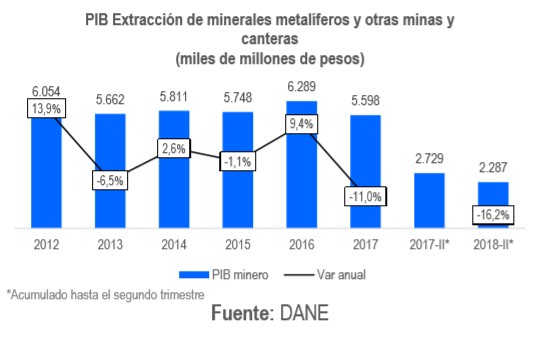 PIB Extracción de minerales metalíferos y otras minas y
canteras
(miles de millones de pesos)
6.054
5.662
5.811
5.748
6.289
5.598
2.729
2.287
13,9%
-6,5%
2,6%
-1,1%
9,4%
-11,0%
-16,2%
2012 2013 2014 2015 2016 2017 2017-II* 2018-II*
PIB minero Var anual
*Acumulado hasta el segundo trimestre
Fuente: DANE